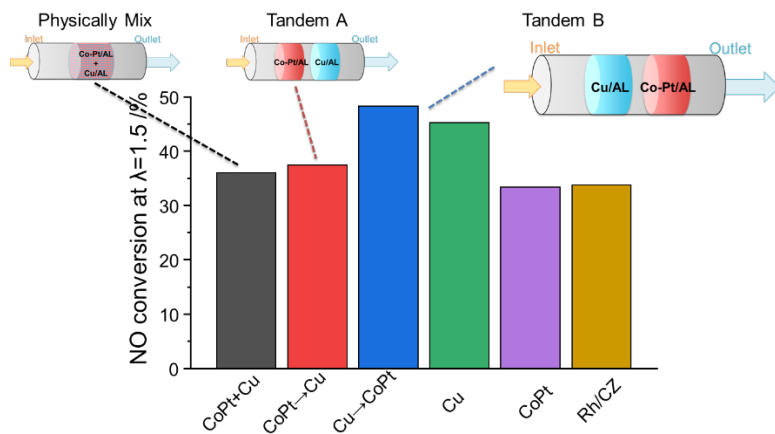 Physically Mix
Tandem A
Tandem B
Inlet
Outlet
Co-Pt/AL
+
Cu/AL
Inlet
Outlet
Co-Pt/AL
Cu/AL
Inlet
Outlet
Cu/AL
Co-Pt/AL
NO conversion at λ=1.5 /%
50
40
30
20
10
0
CoPt+Cu
CoPt→Cu
Cu→CoPt
Cu
CoPt
Rh/CZ